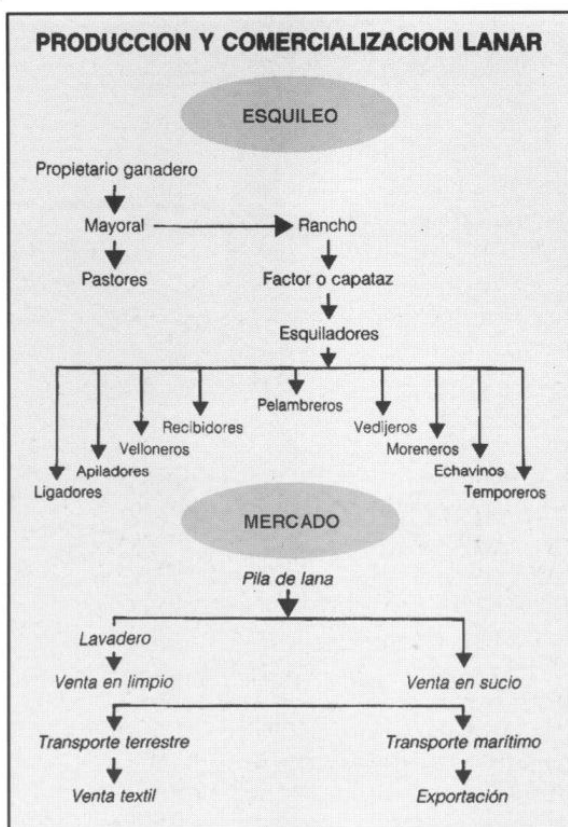 PRODUCCION Y COMERCIALIZACION LANAR
ESQUILEO
Propietario ganadero
Mayoral
Rancho
Pastores
Factor o capataz
Esquiladores
Pelambreros
Recibidores
Vedijeros
Velloneros
Moreneros
Apiladores
Echavinos
Ligadores
Temporeros
MERCADO
Pila de lana
Lavadero
Venta en limpio
Venta en sucio
Transporte terrestre
Transporte marítimo
Venta textil
Exportación